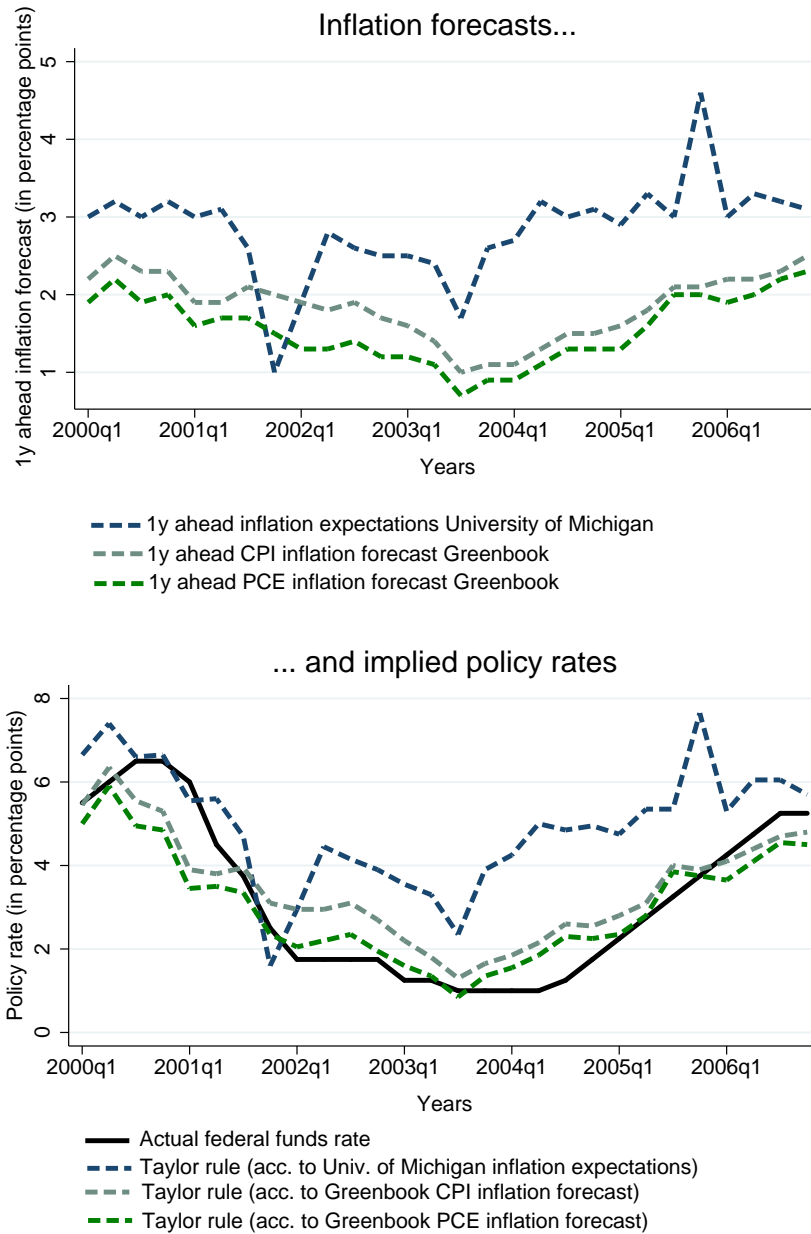 Inflation forecasts...
1y ahead inflation forecast (in percentage points)
5
4
3
2
1
2000q1 2001q1 2002q1 2003q1 2004q1 2005q1 2006q1
Years
1y ahead inflation expectations University of Michigan
1y ahead CPI inflation forecast Greenbook
1y ahead PCE inflation forecast Greenbook
... and implied policy rates
Policy rate (in percentage points)
8
6
4
2
0
2000q1 2001q1 2002q1 2003q1 2004q1 2005q1 2006q1
Years
Actual federal funds rate
Taylor rule (acc. to Univ. of Michigan inflation expectations)
Taylor rule (acc. to Greenbook CPI inflation forecast)
Taylor rule (acc. to Greenbook PCE inflation forecast)